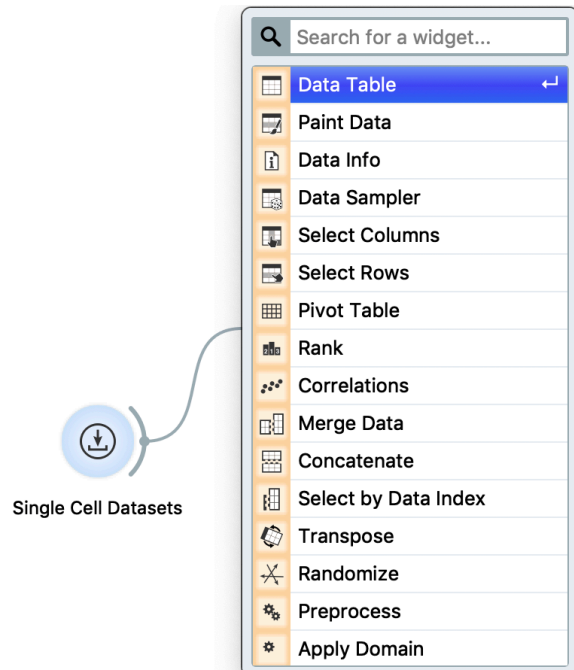 Search for a widget...
Data Table
Paint Data
Data Info
Data Sampler
Select Columns
Select Rows
Pivot Table
Rank
Correlations
Merge Data
Concatenate
Select by Data Index
Transpose
Randomize
Preprocess
Apply Domain
Single Cell Datasets